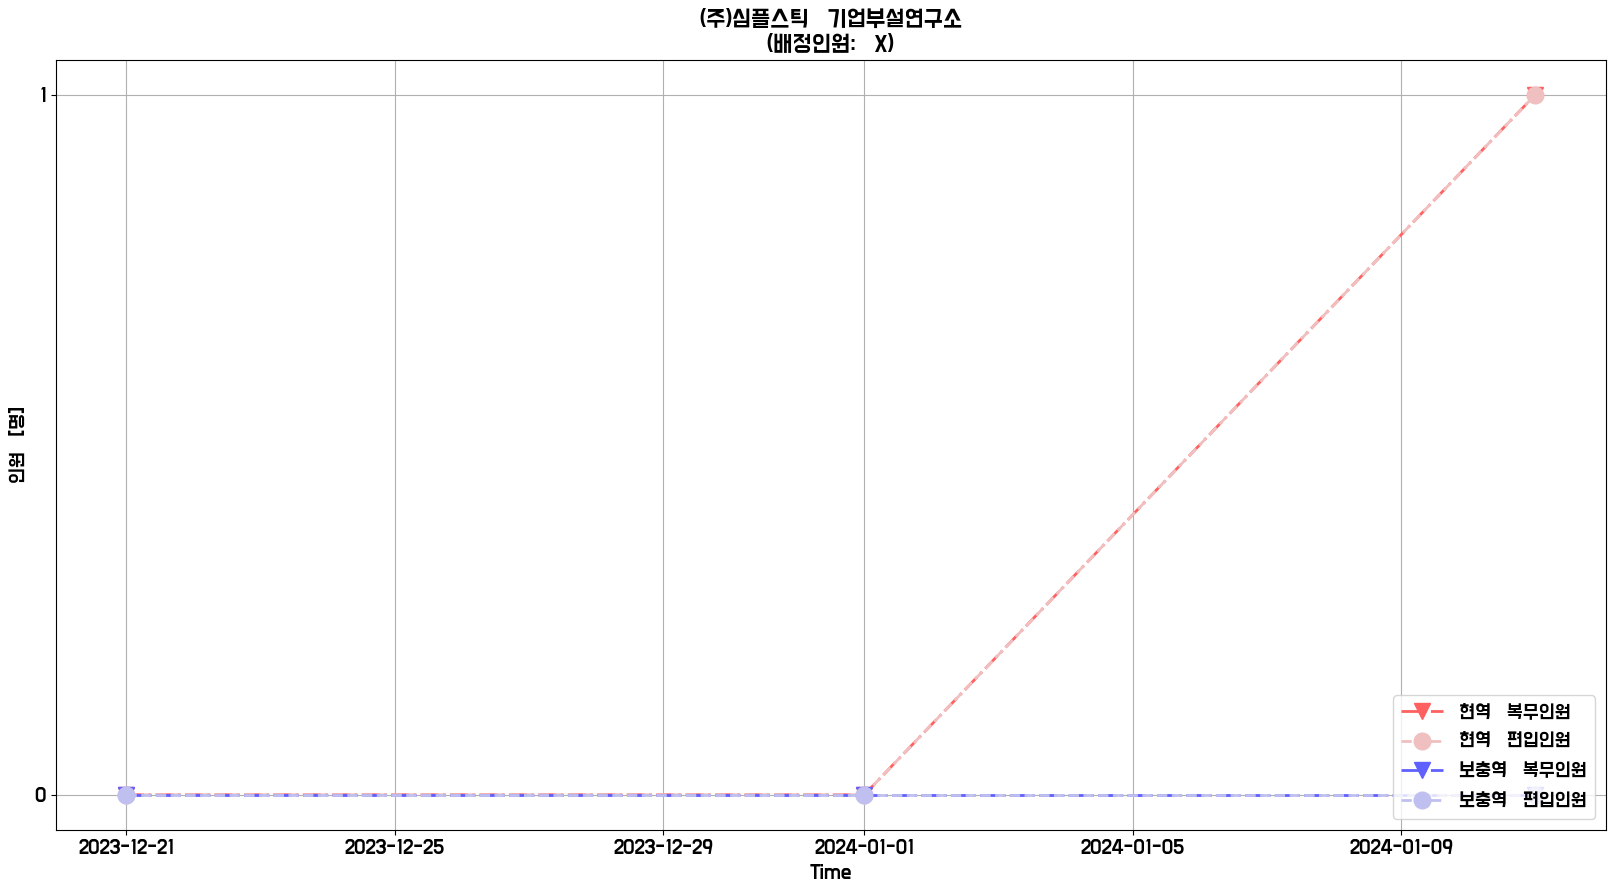 (주)심플스틱 기업부설연구소
(배정인원: X)
1
0
인원 [명]
2023-12-21
2023-12-25
2023-12-29
2024-01-01
2024-01-05
2024-01-09
Time
현역 복무인원
현역 편입인원
보충역 복무인원
보충역 편입인원